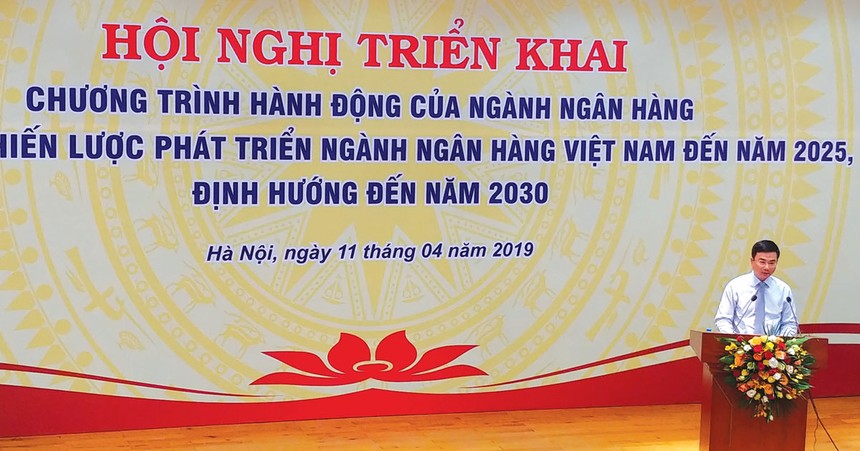 HỘI NGHỊ TRIỂN KHAI
CHƯƠNG TRÌNH HÀNH ĐỘNG CỦA NGÀNH NGÂN HÀNG
HIẾN LƯỢC PHÁT TRIỂN NGÀNH NGÂN HÀNG VIỆT NAM ĐẾN NĂM 2025,
ĐỊNH HƯỚNG ĐẾN NĂM 2030
Hà Nội, ngày 11 tháng 04 năm 2019